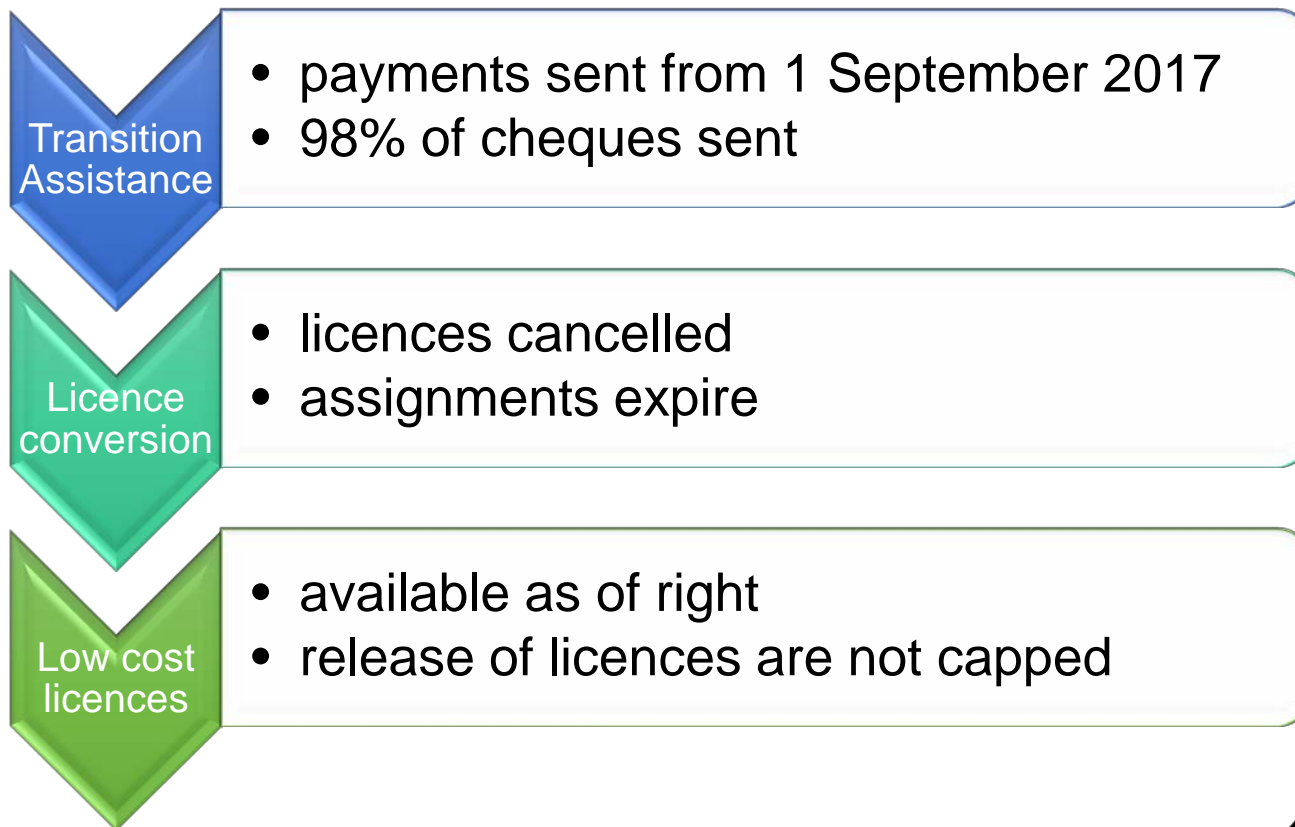 Transition
Assistance
• payments sent from 1 September 2017
• 98% of cheques sent
Licence
conversion
• licences cancelled
• assignments expire
Low cost
licences
• available as of right
• release of licences are not capped